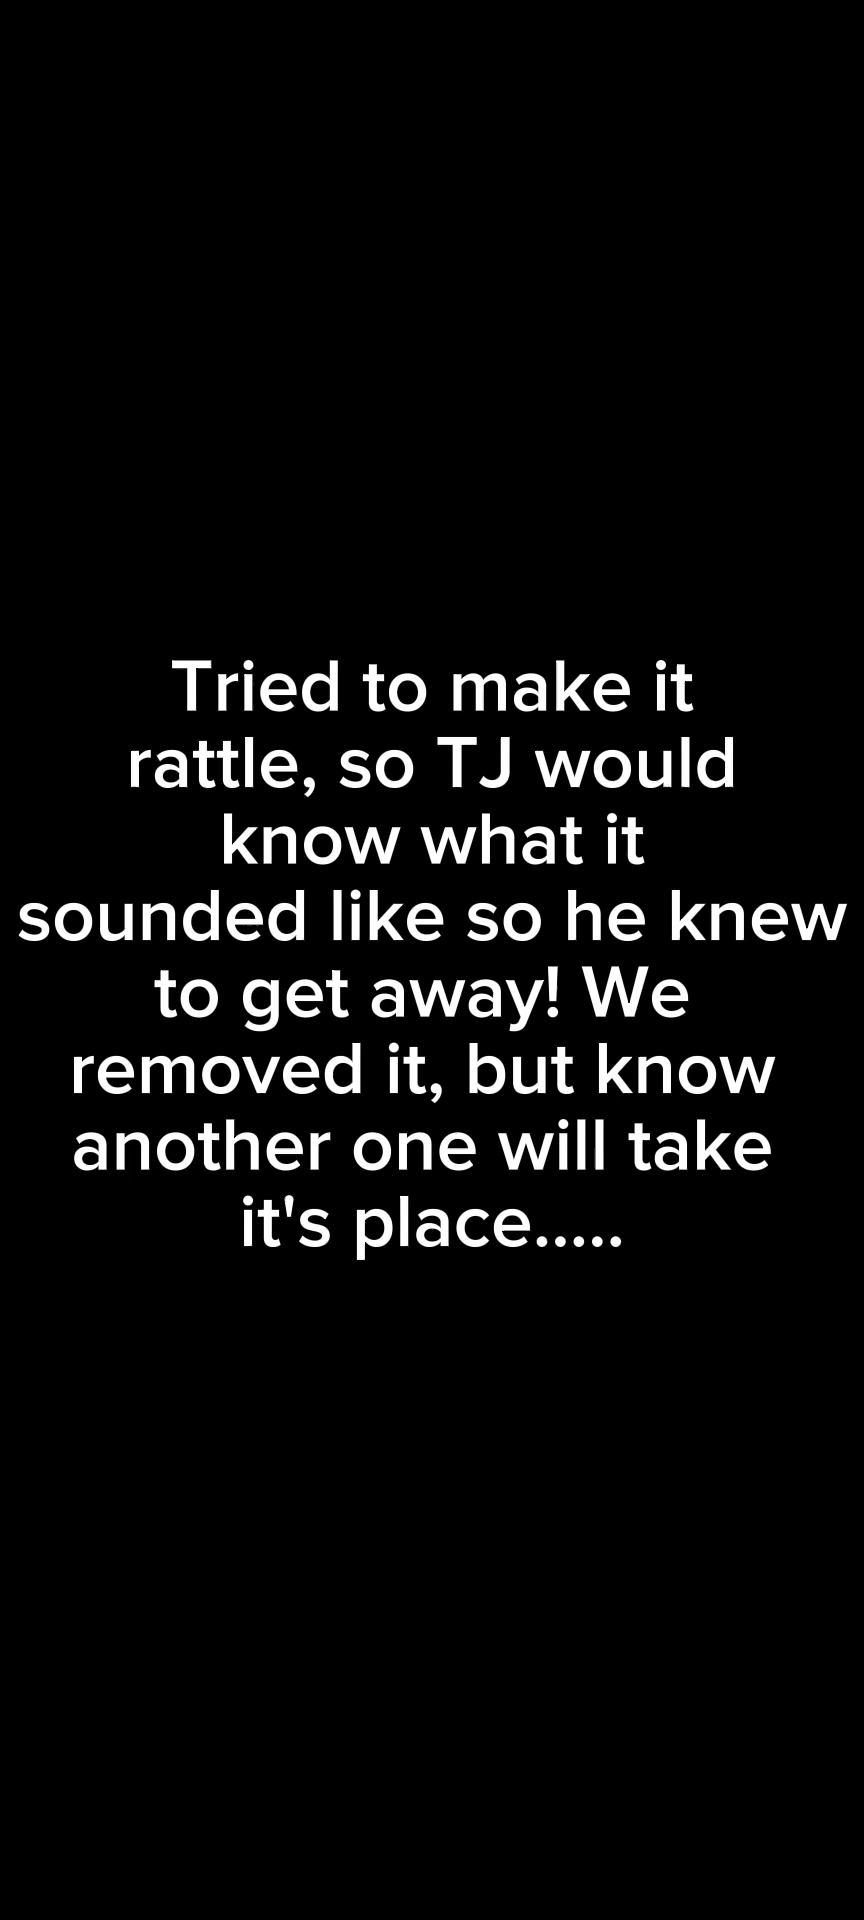 Tried to make it
rattle, so TJ would
know what it
sounded like so he knew
to get away! We
removed it, but know
another one will take
it's place.....